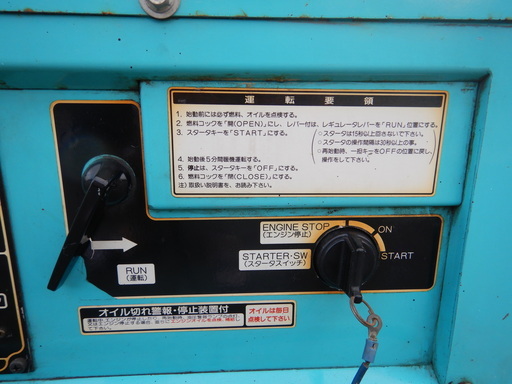 運転要領
1. 始動前には必ず燃料、オイルを点検する。
2. 燃料コックを「開(OPEN)」にし、レバー付は、レギュレタレバーを「RUN」位置にする。
3. スタータキーを「START」にする。
○スタータは15秒以上回さないで下さい。
○スタータの操作間隔は30秒以上の事。
○再始動時、一担キーをOFFの位置に戻し、
操作をして下さい。
4. 始動後5分間暖機運転する。
5. 停止は、スタータキーを「OFF」にする。
6. 燃料コックを「閉(CLOSE)」にする。
注) 取扱い説明書を、お読み下さい。
ENGINE STOP
(エンジン停止)
ON
STARTER·SW
(スタータスイッチ)
START
RUN
(運転)
オイル切れ警報・停止装置付
オイルは毎日
点検して下さい